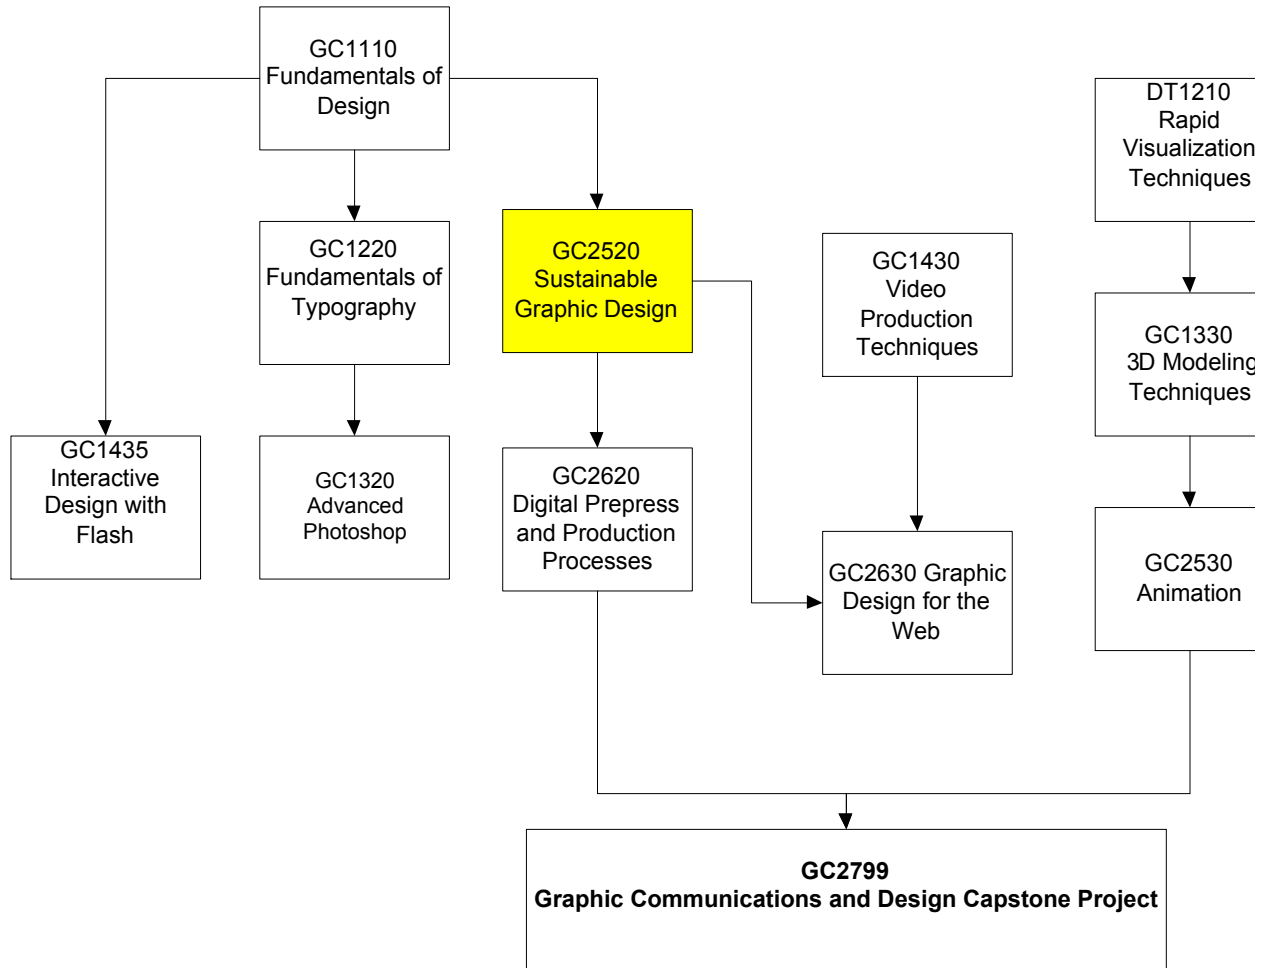 GC1110
Fundamentals of
Design
DT1210
Rapid
Visualization
Techniques
GC1220
Fundamentals of
Typography
GC2520
Sustainable
Graphic Design
GC1430
Video
Production
Techniques
GC1330
3D Modeling
Techniques
GC1435
Interactive
Design with
Flash
GC1320
Advanced
Photoshop
GC2620
Digital Prepress
and Production
Processes
GC2630 Graphic
Design for the
Web
GC2530
Animation
GC2799
Graphic Communications and Design Capstone Project